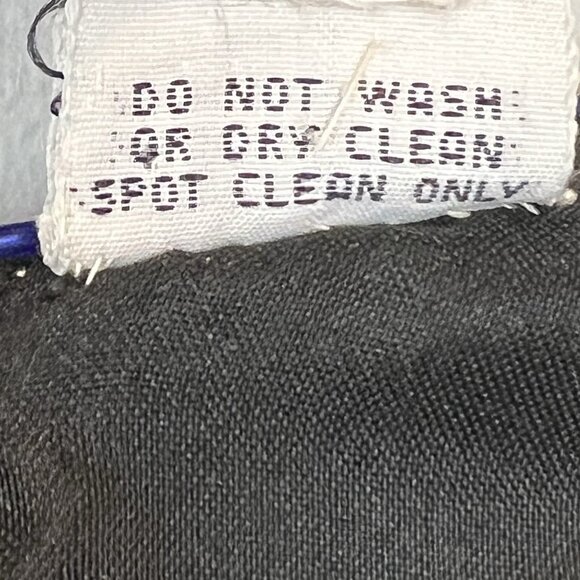 DO NOT WASH
OR DRY CLEAN
SPOT CLEAN ONLY